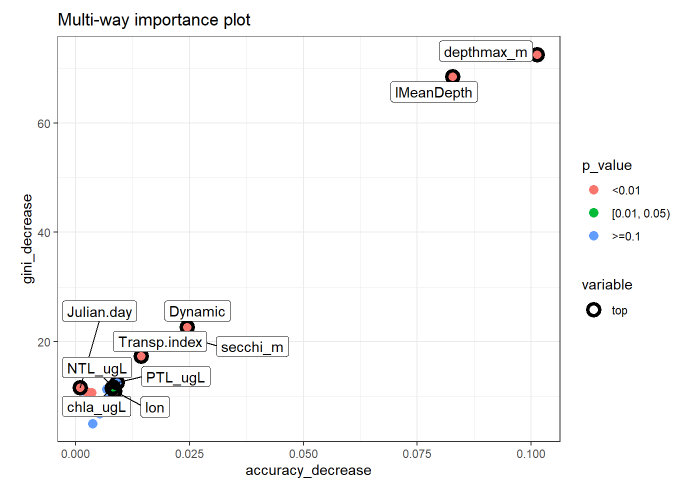 Multi-way importance plot
depthmax_m
lMeanDepth
60
40
20
gini_decrease
Julian.day
Dynamic
Transp.index
secchi_m
NTL_ugL
PTL_ugL
chla_ugL
lon
0.000
0.025
0.050
0.075
0.100
accuracy_decrease
p_value
<0.01
[0.01, 0.05)
>=0.1
variable
top